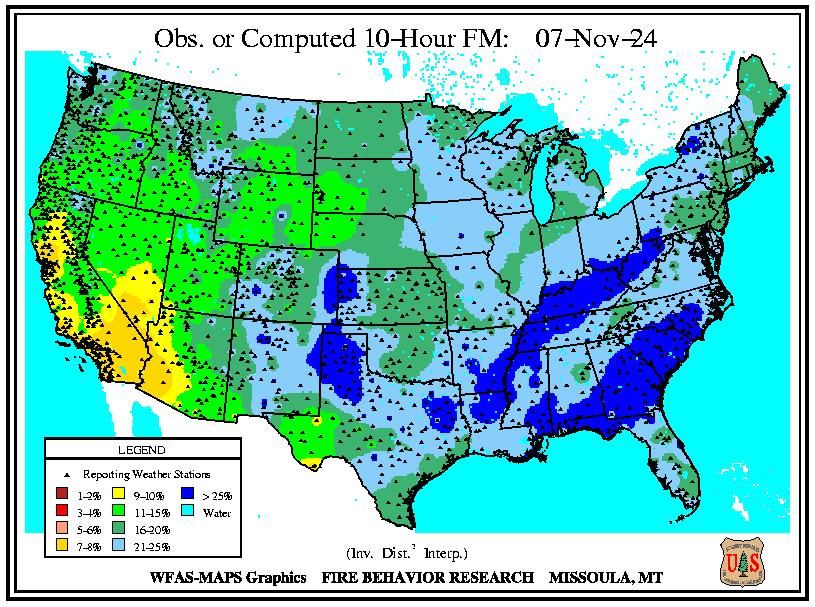 Obs. or Computed 10-Hour FM: 07-Nov-24
LEGEND
Reporting Weather Stations
1-2% 9-10% > 25%
3-4% 11-15% Water
5-6% 16-20%
7-8% 21-25%
(Inv. Dist.² Interp.)
WFAS-MAPS Graphics FIRE BEHAVIOR RESEARCH MISSOULA, MT
U S